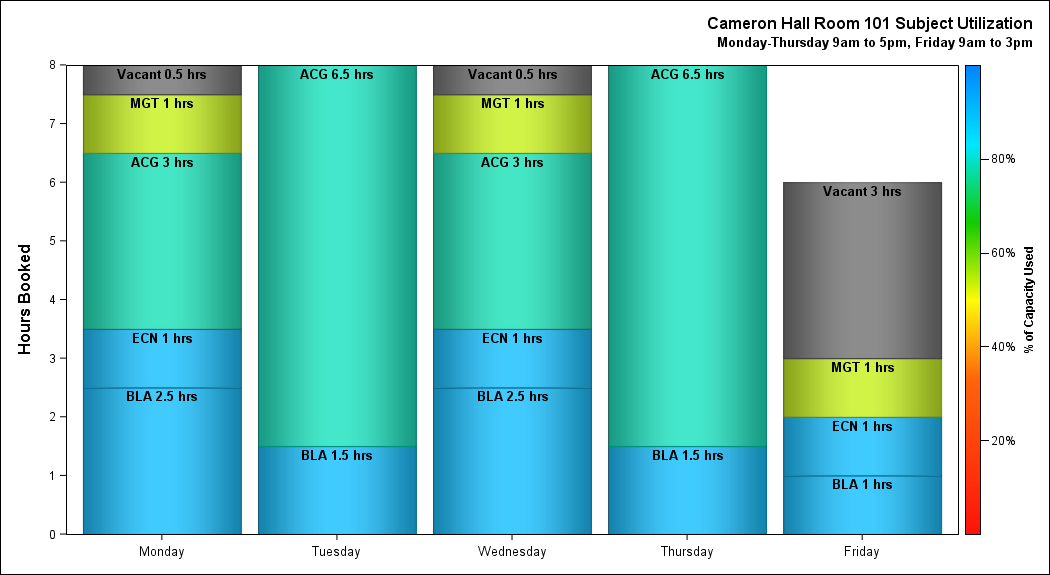 Cameron Hall Room 101 Subject Utilization
Monday-Thursday 9am to 5pm, Friday 9am to 3pm
Hours Booked
8
7
6
5
4
3
2
1
0
Vacant 0.5 hrs
MGT 1 hrs
ACG 3 hrs
ECN 1 hrs
BLA 2.5 hrs
ACG 6.5 hrs
BLA 1.5 hrs
Vacant 0.5 hrs
MGT 1 hrs
ACG 3 hrs
ECN 1 hrs
BLA 2.5 hrs
ACG 6.5 hrs
BLA 1.5 hrs
Vacant 3 hrs
MGT 1 hrs
ECN 1 hrs
BLA 1 hrs
Monday
Tuesday
Wednesday
Thursday
Friday
80%
60%
40%
20%
% of Capacity Used